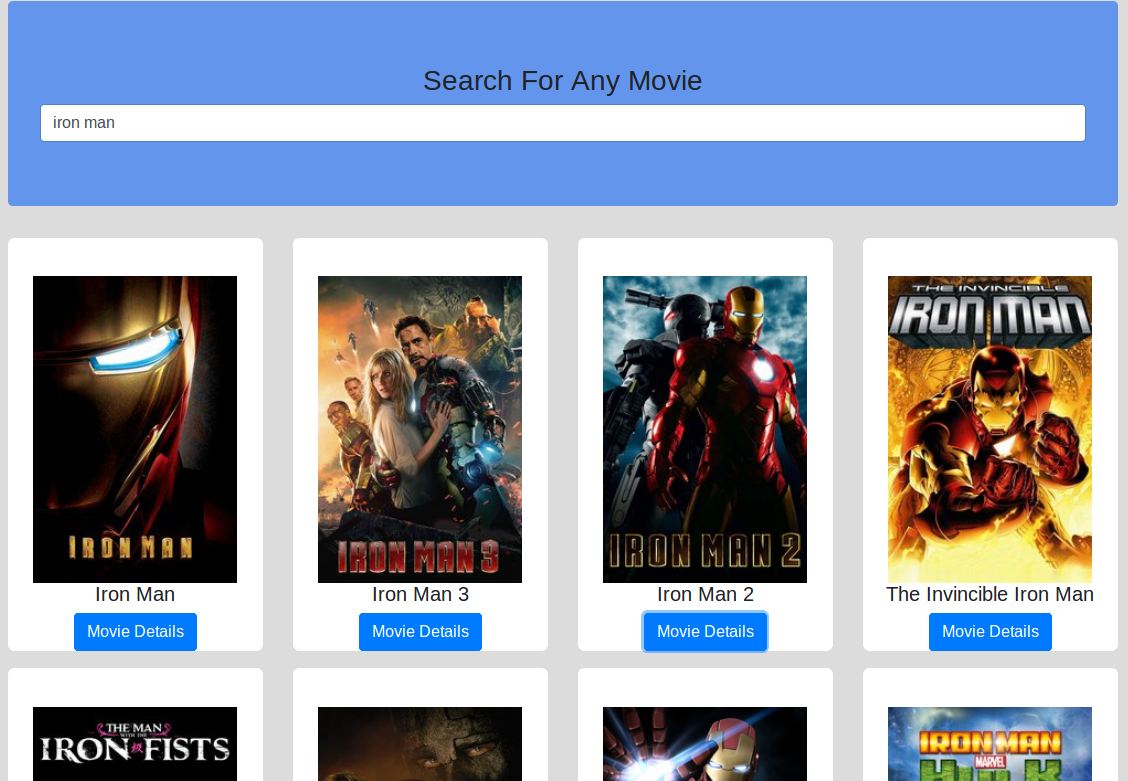 Search For Any Movie
iron man
IRON MAN
IRON MAN 3
IRON MAN 2
THE INVINCIBLE
IRON MAN
Iron Man
Iron Man 3
Iron Man 2
The Invincible Iron Man
Movie Details
Movie Details
Movie Details
Movie Details
THE MAN
WITH THE
IRON FISTS
IRON MAN
MARVEL
HULK